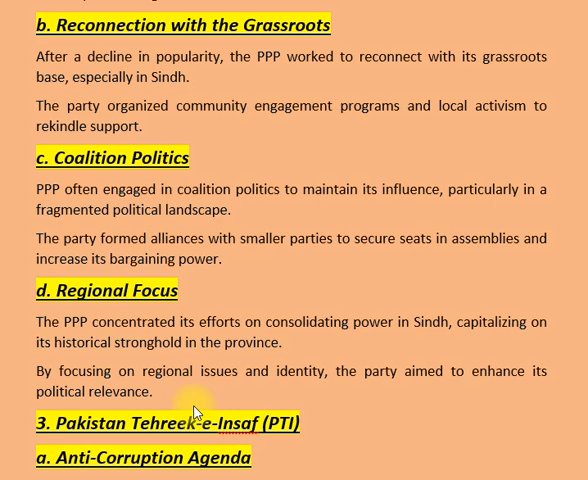 b. Reconnection with the Grassroots
After a decline in popularity, the PPP worked to reconnect with its grassroots
base, especially in Sindh.
The party organized community engagement programs and local activism to
rekindle support.
c. Coalition Politics
PPP often engaged in coalition politics to maintain its influence, particularly in a
fragmented political landscape.
The party formed alliances with smaller parties to secure seats in assemblies and
increase its bargaining power.
d. Regional Focus
The PPP concentrated its efforts on consolidating power in Sindh, capitalizing on
its historical stronghold in the province.
By focusing on regional issues and identity, the party aimed to enhance its
political relevance.
3. Pakistan Tehreek-e-Insaf (PTI)
a. Anti-Corruption Agenda